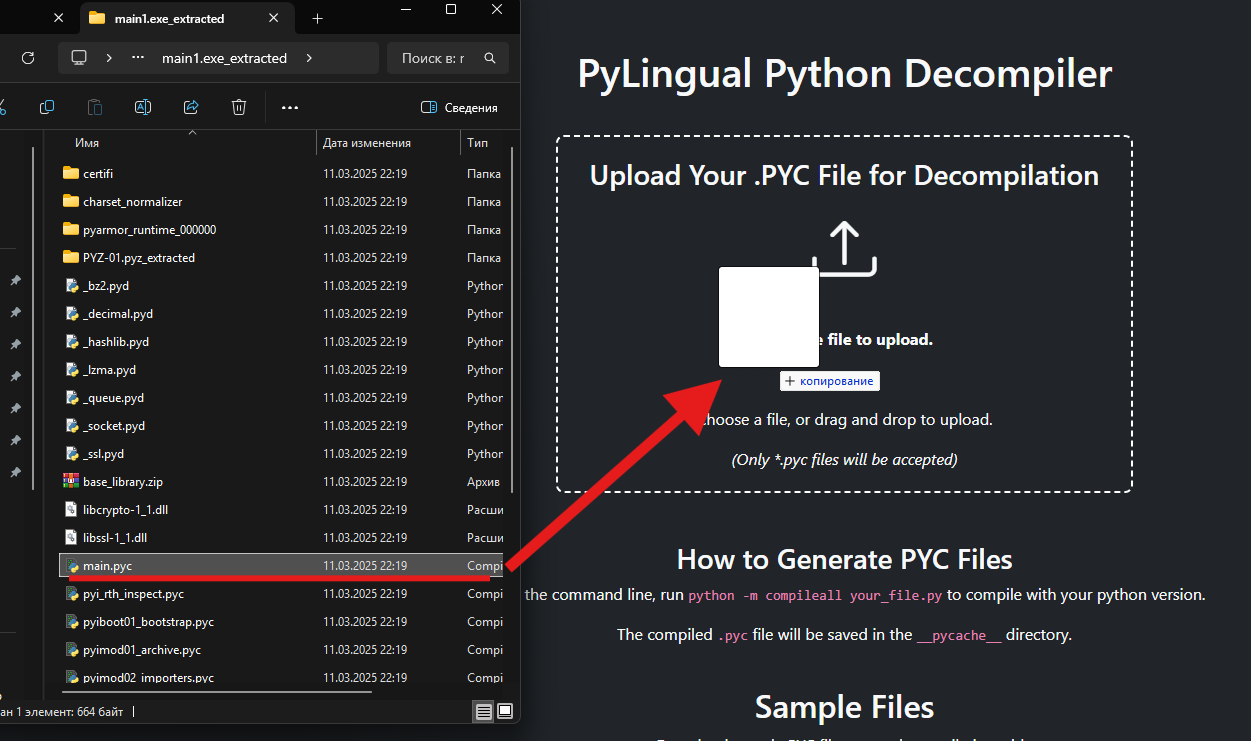 main1.exe_extracted
main1.exe_extracted
Поиск в: r
Сведения
Имя
Дата изменения
Тип
certifi 11.03.2025 22:19 Папка
charset_normalizer 11.03.2025 22:19 Папка
pyarmor_runtime_000000 11.03.2025 22:19 Папка
PYZ-01.pyz_extracted 11.03.2025 22:19 Папка
_bz2.pyd 11.03.2025 22:19 Python
_decimal.pyd 11.03.2025 22:19 Python
_hashlib.pyd 11.03.2025 22:19 Python
_lzma.pyd 11.03.2025 22:19 Python
_queue.pyd 11.03.2025 22:19 Python
_socket.pyd 11.03.2025 22:19 Python
_ssl.pyd 11.03.2025 22:19 Python
base_library.zip 11.03.2025 22:19 Архив
libcrypto-1_1.dll 11.03.2025 22:19 Расши
libssl-1_1.dll 11.03.2025 22:19 Расши
main.pyc 11.03.2025 22:19 Compi
pyi_rth_inspect.pyc 11.03.2025 22:19 Compi
pyiboot01_bootstrap.pyc 11.03.2025 22:19 Compi
pyimod01_archive.pyc 11.03.2025 22:19 Compi
pyimod02_importers.pyc 11.03.2025 22:19 Compi
ан 1 элемент: 664 байт
PyLingual Python Decompiler
Upload Your .PYC File for Decompilation
e file to upload.
+ копирование
hoose a file, or drag and drop to upload.
(Only *.pyc files will be accepted)
How to Generate PYC Files
the command line, run python -m compileall your_file.py to compile with your python version.
The compiled .pyc file will be saved in the __pycache__ directory.
Sample Files